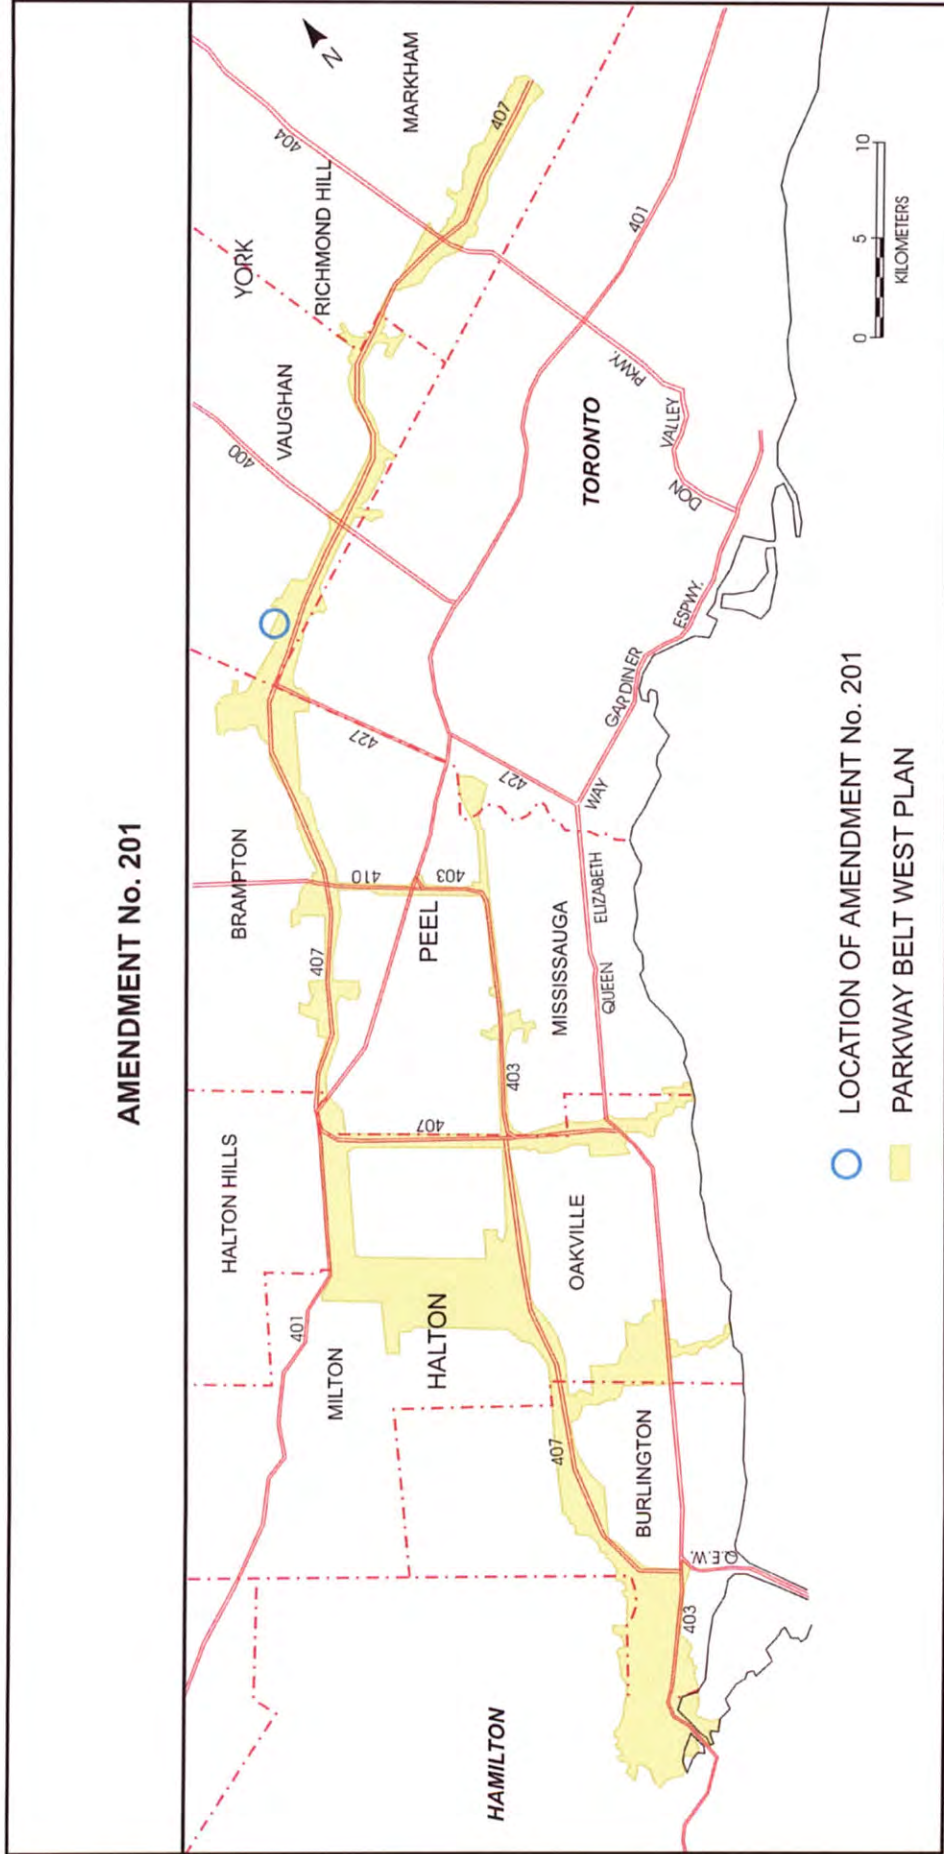 AMENDMENT No. 201
N
HAMILTON
MILTON
401
HALTON HILLS
HALTON
BURLINGTON
407
403
Q.E.W.
OAKVILLE
407
403
BRAMPTON
407
410
403
PEEL
MISSISSAUGA
QUEEN
ELIZABETH
WAY
427
427
GARDINER
ESPWY.
400
VAUGHAN
YORK
RICHMOND HILL
404
MARKHAM
407
401
TORONTO
DON
VALLEY
PKWY.
0
5
10
KILOMETERS
LOCATION OF AMENDMENT No. 201
PARKWAY BELT WEST PLAN